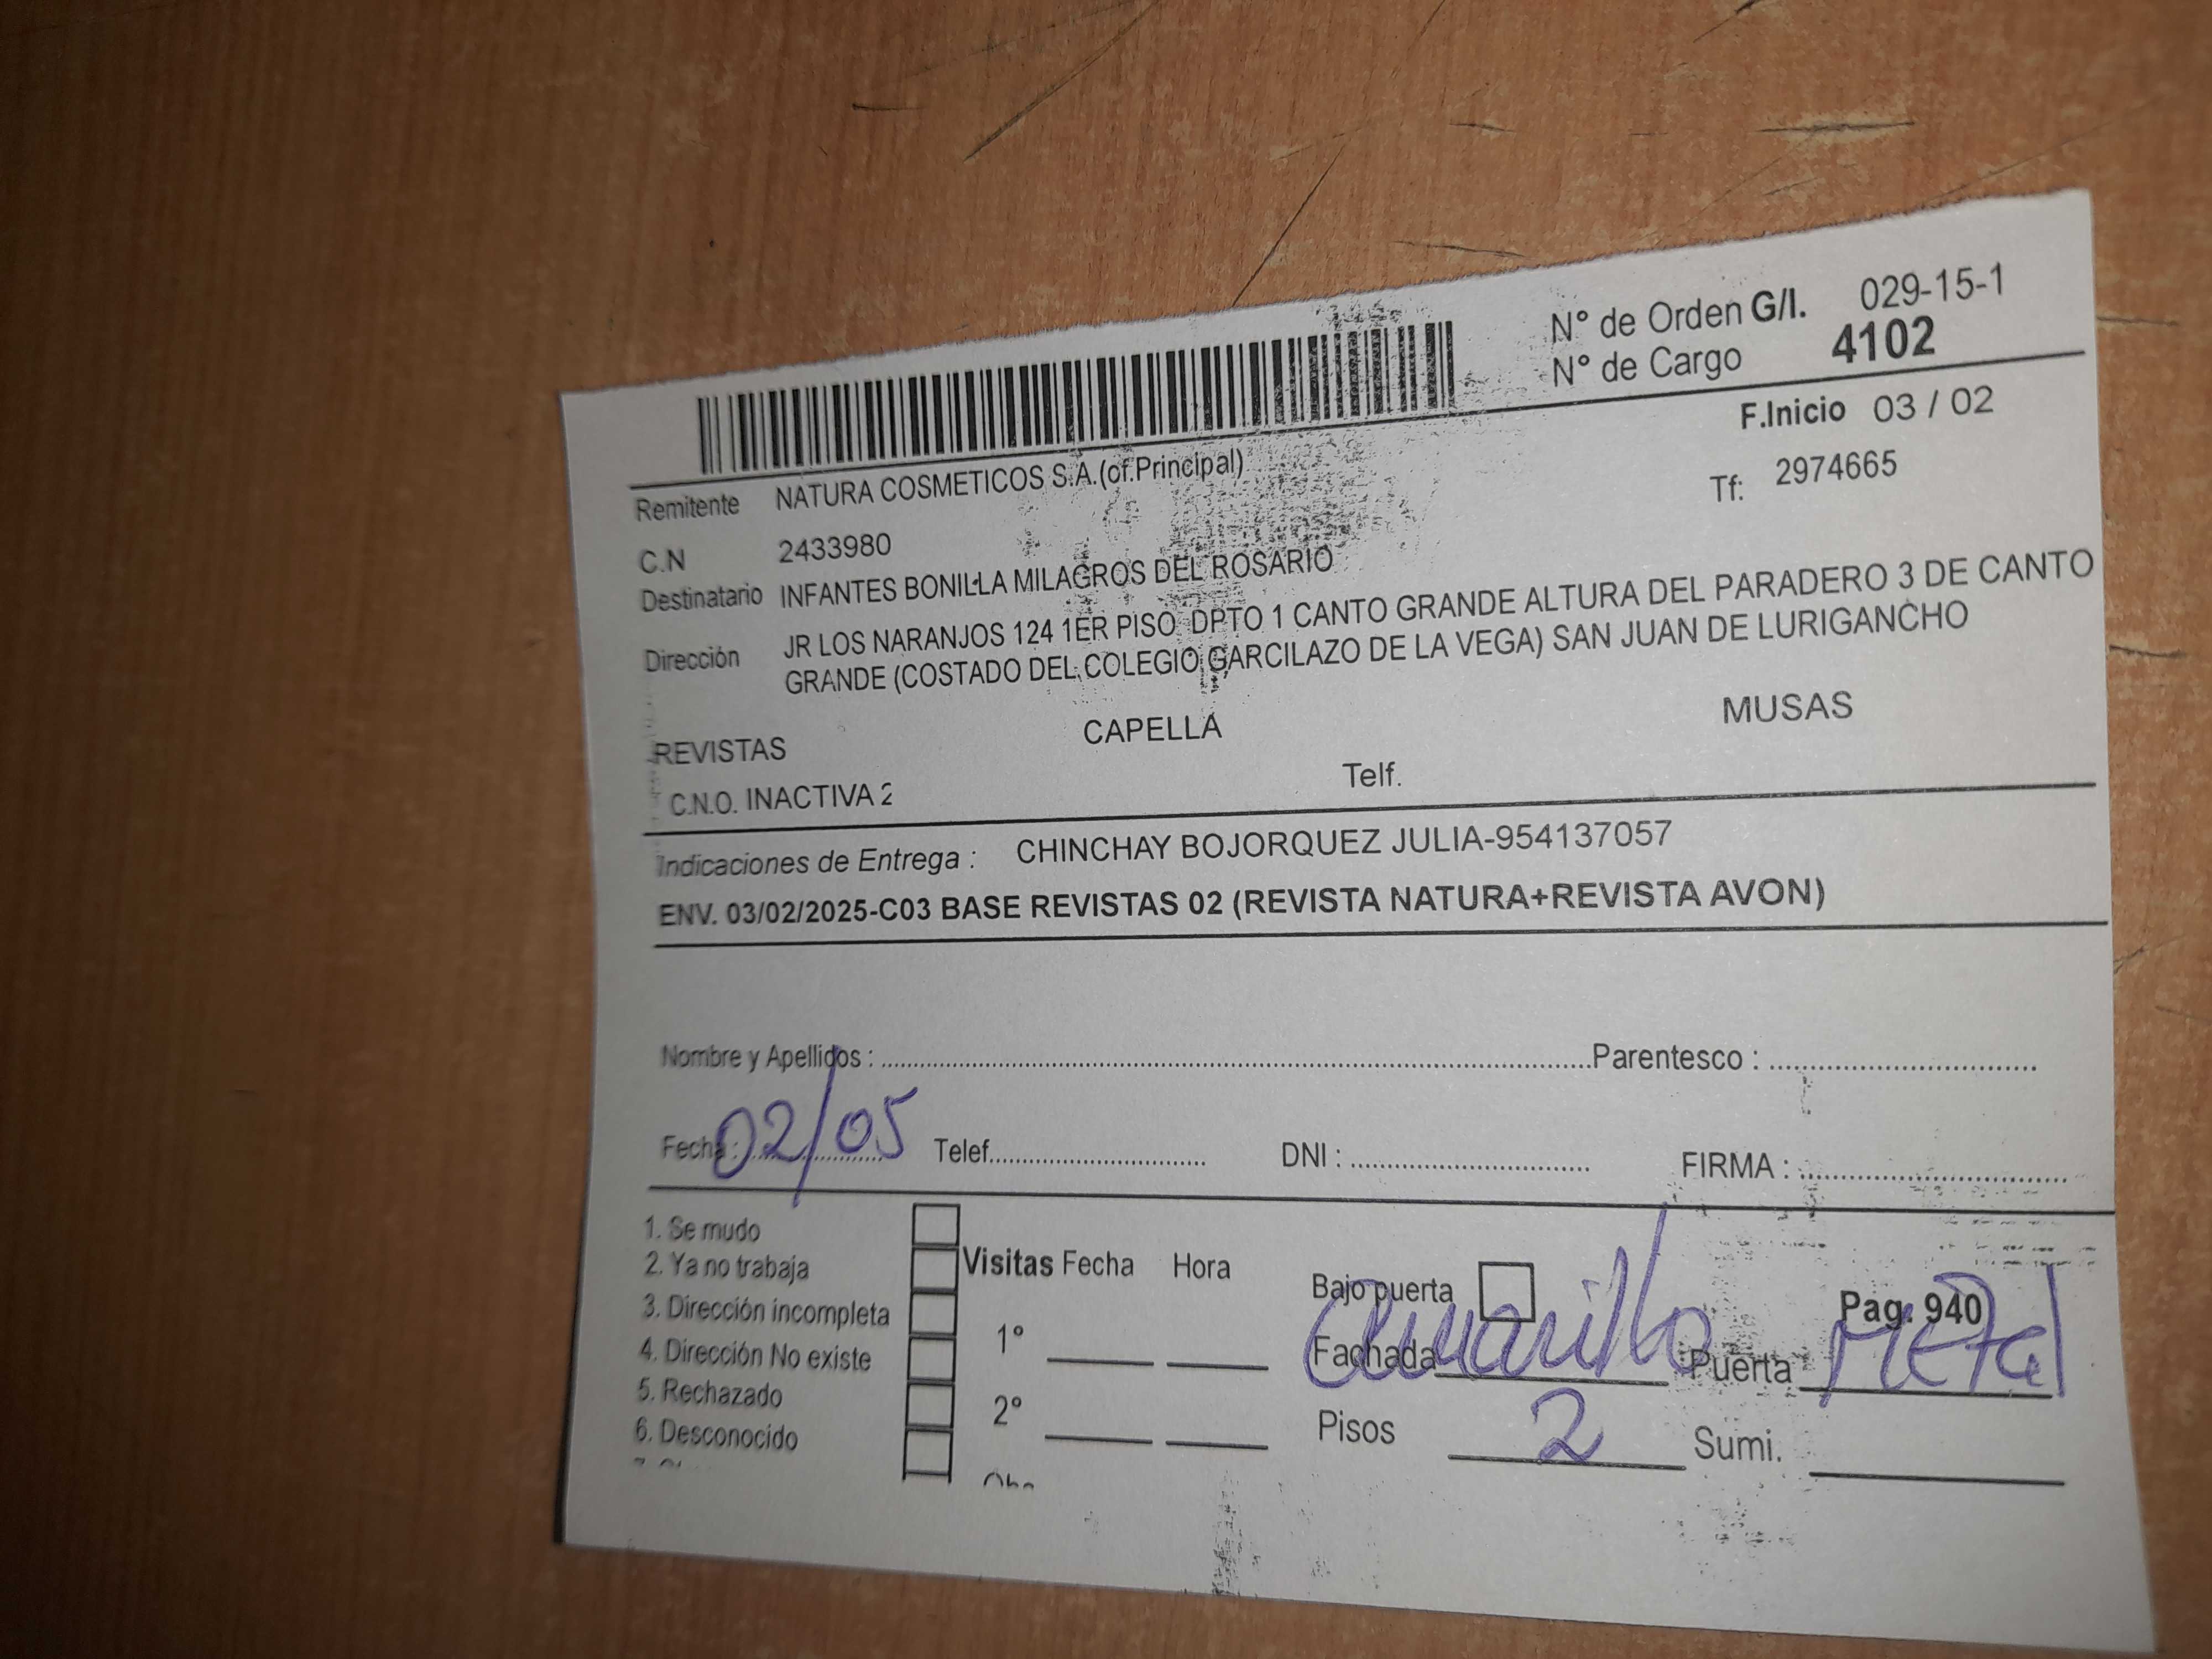 N° de Orden G/I. 029-15-1
N° de Cargo 4102
F.Inicio 03 / 02
Remitente NATURA COSMETICOS S.A.(of.Principal)
Tf: 2974665
C.N 2433980
Destinatario INFANTES BONILLA MILAGROS DEL ROSARIO
Dirección JR LOS NARANJOS 124 1ER PISO DPTO 1 CANTO GRANDE ALTURA DEL PARADERO 3 DE CANTO
GRANDE (COSTADO DEL COLEGIO GARCILAZO DE LA VEGA) SAN JUAN DE LURIGANCHO
REVISTAS CAPELLA MUSAS
C.N.O. INACTIVA 2 Telf.
Indicaciones de Entrega : CHINCHAY BOJORQUEZ JULIA-954137057
ENV. 03/02/2025-C03 BASE REVISTAS 02 (REVISTA NATURA+REVISTA AVON)
Nombre y Apellidos : Parentesco :
Fecha : 02/05 Telef. DNI : FIRMA :
1. Se mudo
2. Ya no trabaja
3. Dirección incompleta
4. Dirección No existe
5. Rechazado
6. Desconocido
Visitas Fecha Hora
1°
2°
Bajo puerta Pag. 940
Fachada Amarillo Puerta Metal
Pisos 2 Sumi.